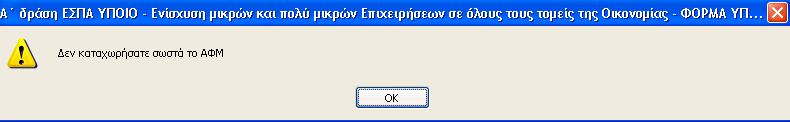 Α΄ δράση ΕΣΠΑ ΥΠΟΙΟ - Ενίσχυση μικρών και πολύ μικρών Επιχειρήσεων σε όλους τους τομείς της Οικονομίας - ΦΟΡΜΑ ΥΠ...
Δεν καταχωρήσατε σωστά το ΑΦΜ
OK